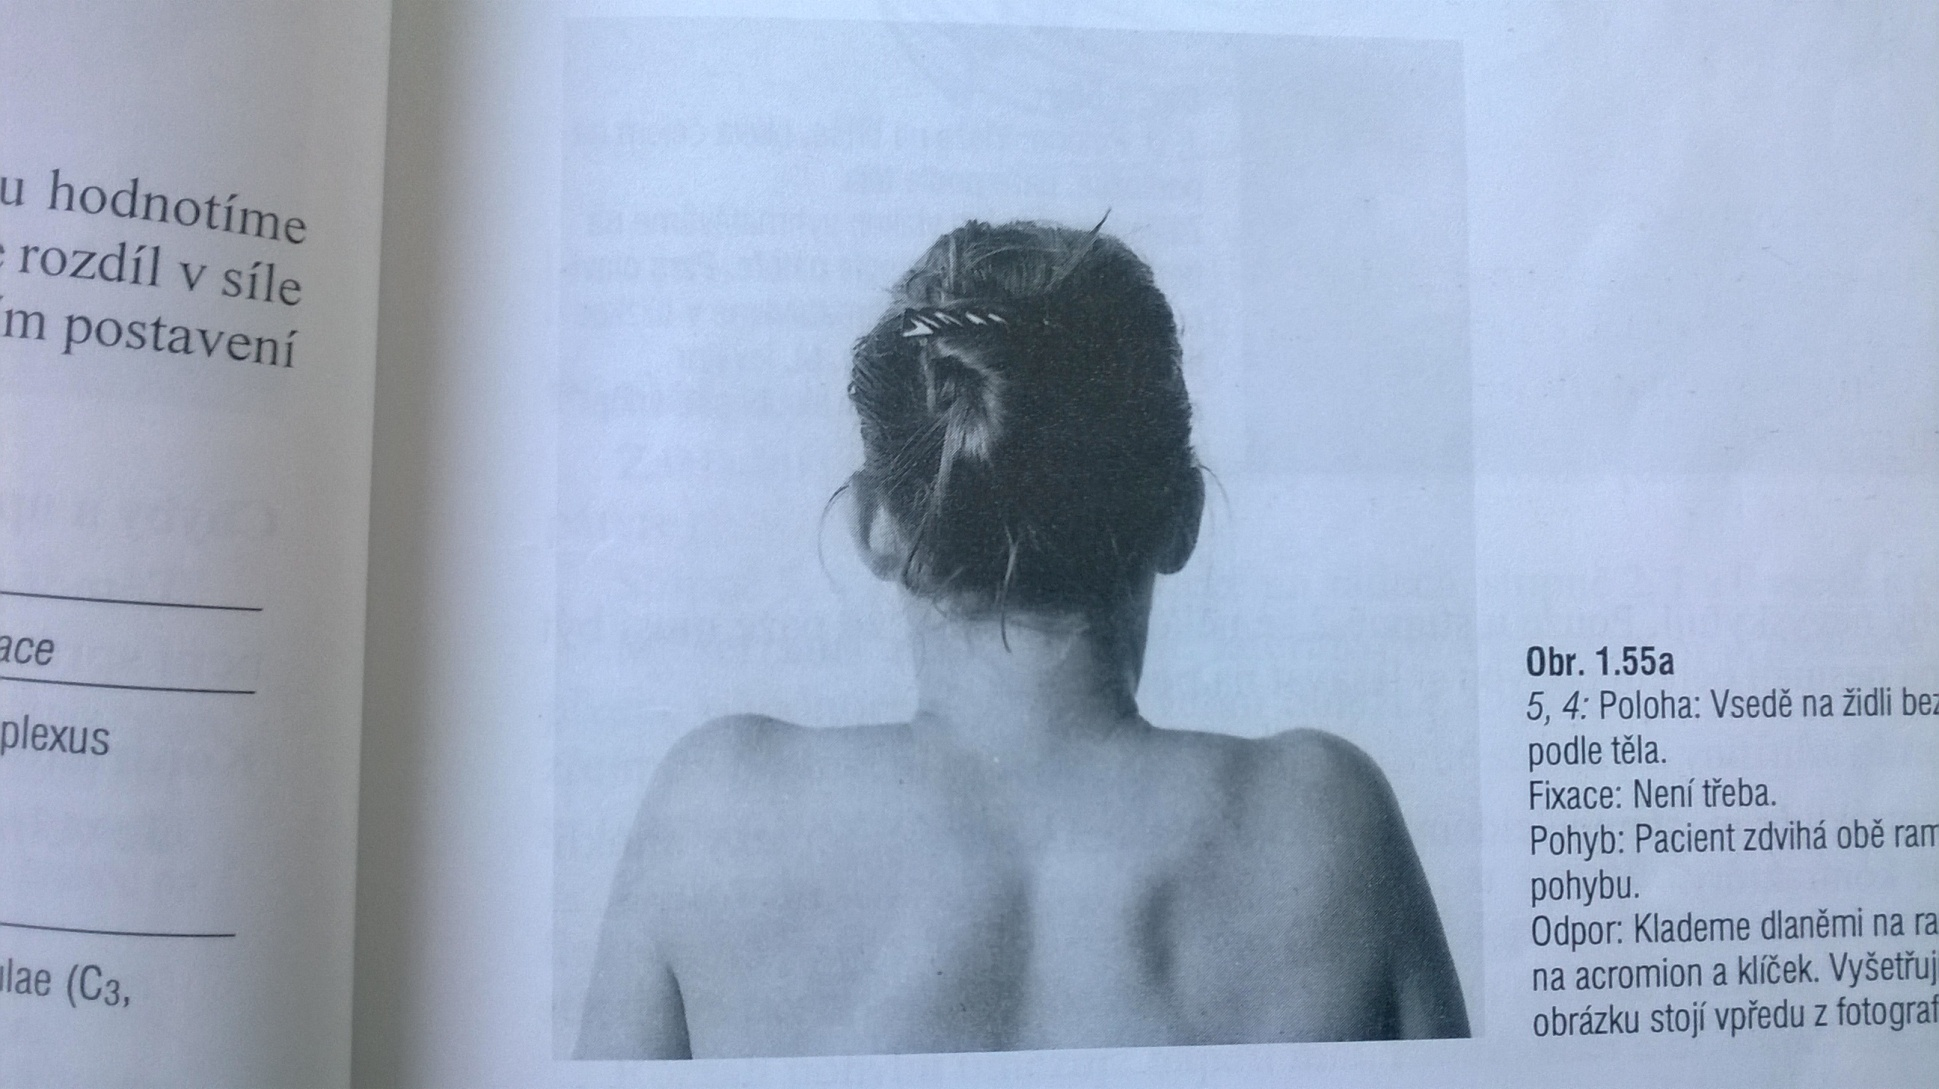 u hodnotíme
rozdíl v síle
m postavení
plexus
(C3,
Obr. 1.55a
5, 4: Poloha: Vsedě na židli bez
podle těla.
Fixace: Není třeba.
Pohyb: Pacient zdvihá obě ram
pohybu.
Odpor: Klademe dlaněmi na ra
na acromion a klíček. Vyšetřuj
obrázku stojí vpředu z fotograf